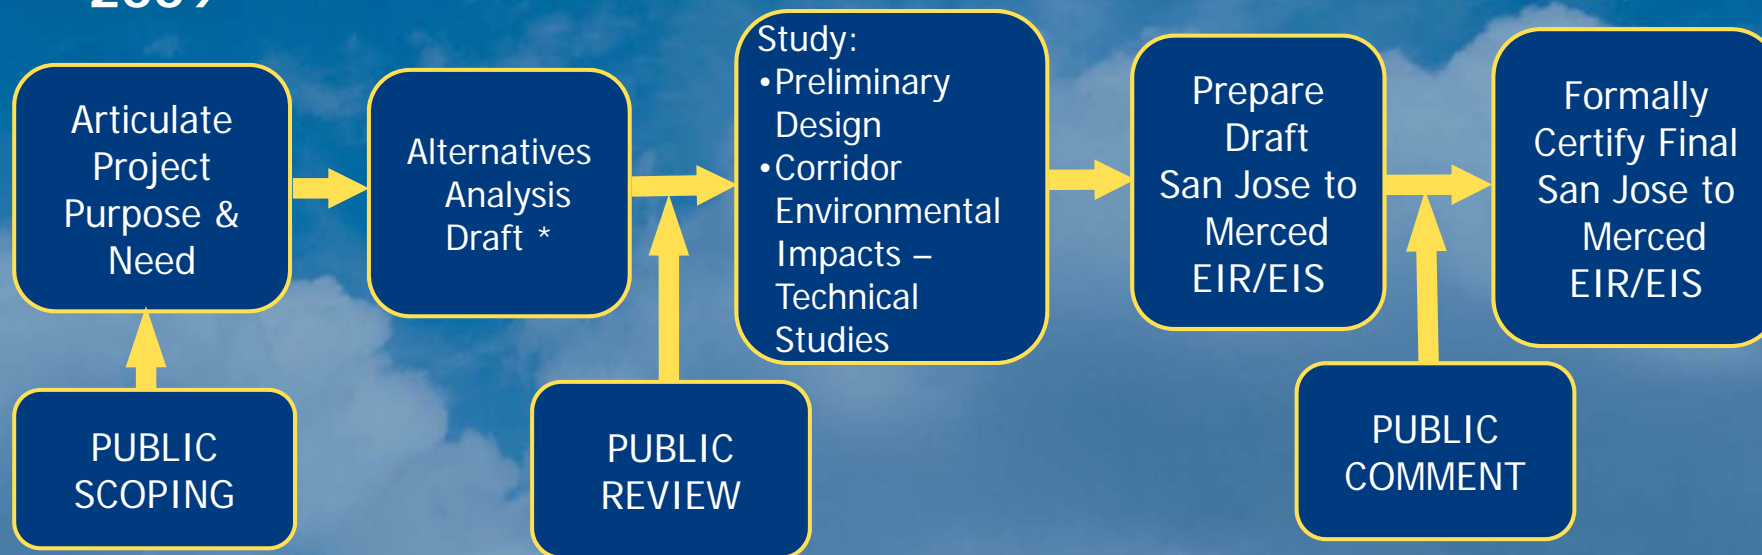 Articulate
Project
Purpose &
Need
Alternatives
Analysis
Draft *
Study:
•Preliminary
Design
•Corridor
Environmental
Impacts –
Technical
Studies
Prepare
Draft
San Jose to
Merced
EIR/EIS
Formally
Certify Final
San Jose to
Merced
EIR/EIS
PUBLIC
SCOPING
PUBLIC
REVIEW
PUBLIC
COMMENT